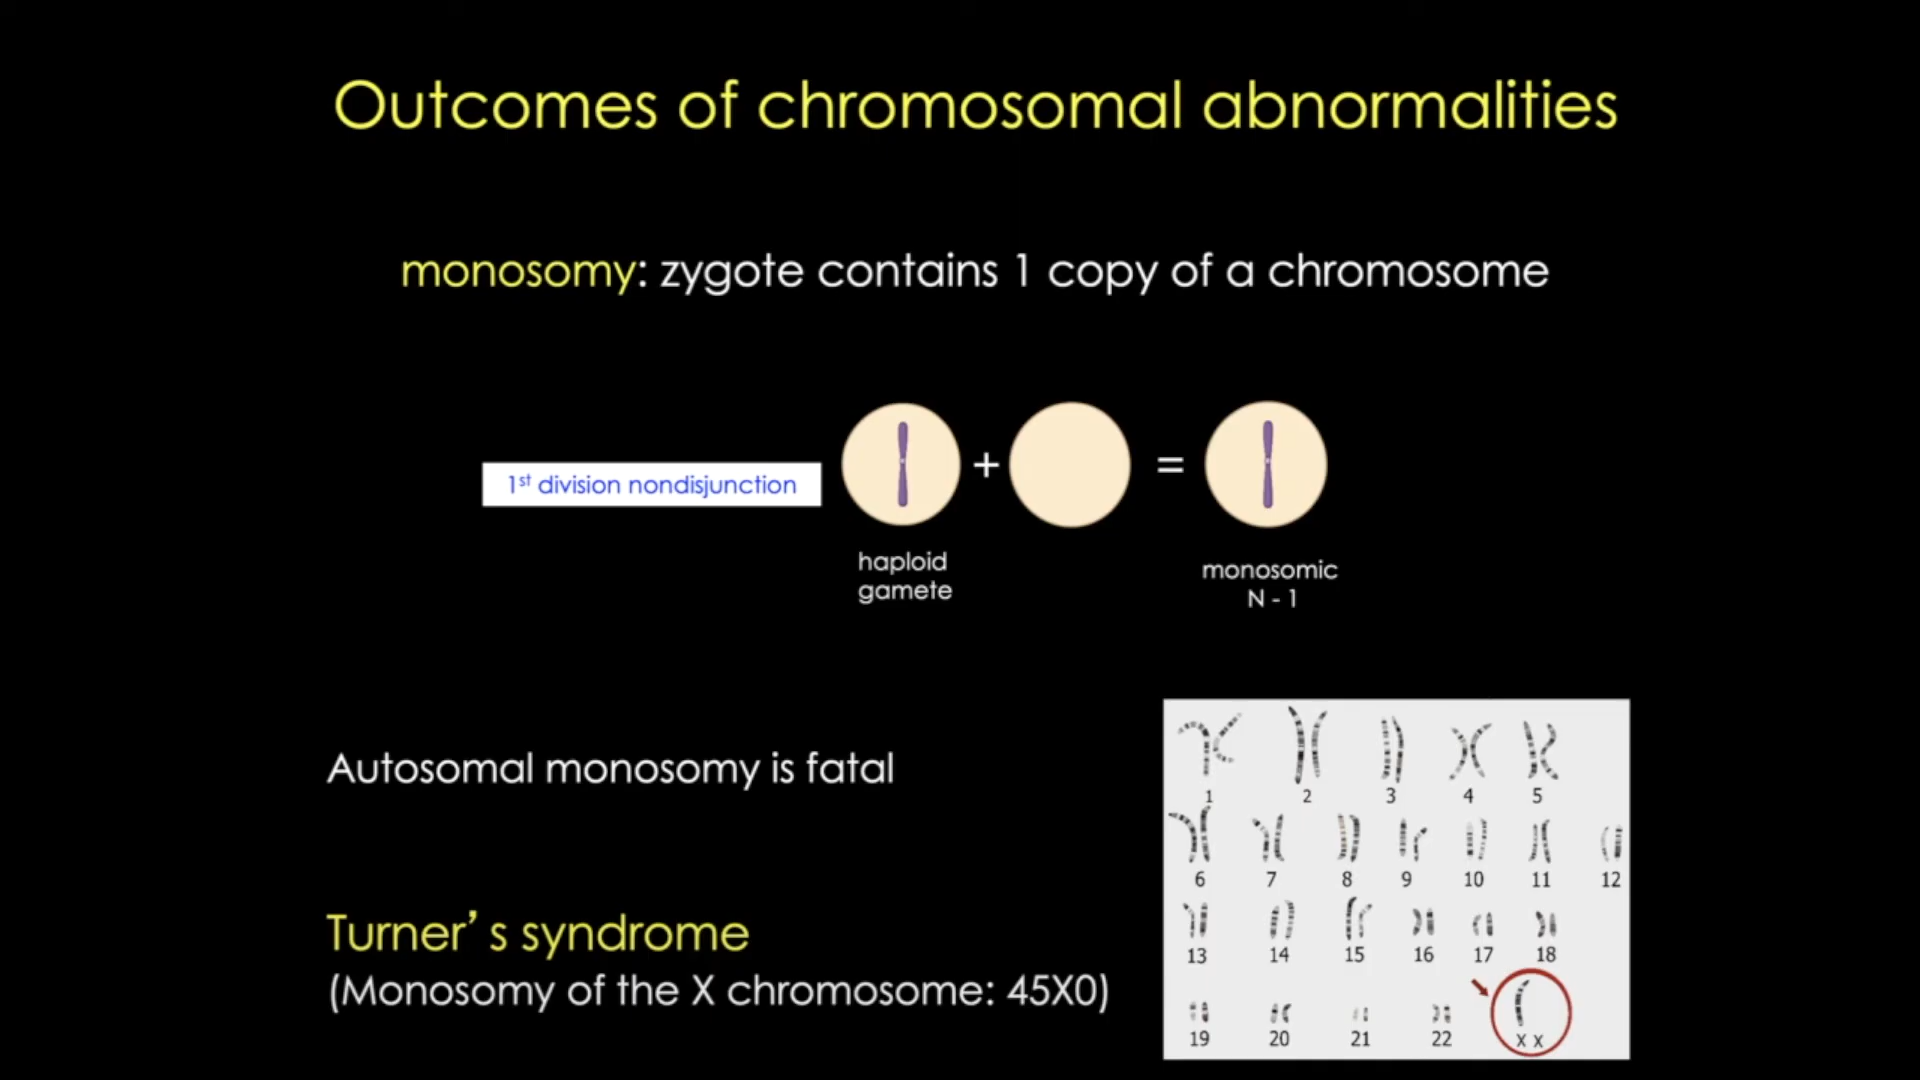 Outcomes of chromosomal abnormalities
monosomy: zygote contains 1 copy of a chromosome
1st division nondisjunction
+
=
haploid
gamete
monosomic
N - 1
Autosomal monosomy is fatal
Turner's syndrome
(Monosomy of the X chromosome: 45X0)
1 2 3 4 5
6 7 8 9 10 11 12
13 14 15 16 17 18
19 20 21 22 X X